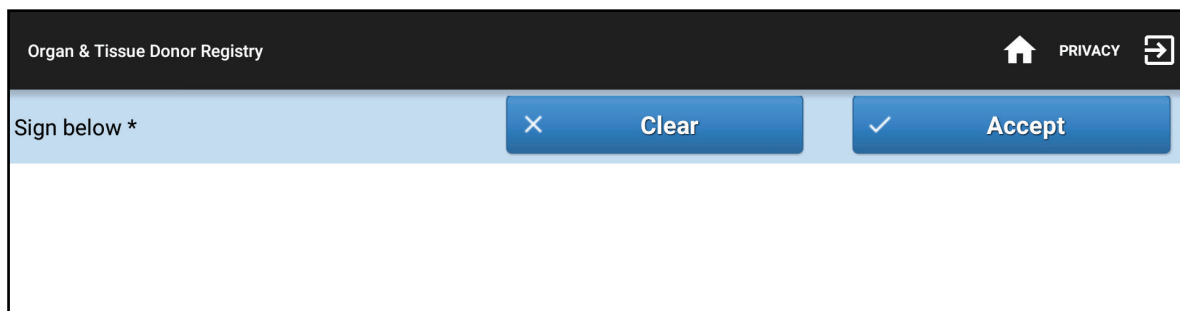 Organ & Tissue Donor Registry PRIVACY
Sign below * Clear Accept